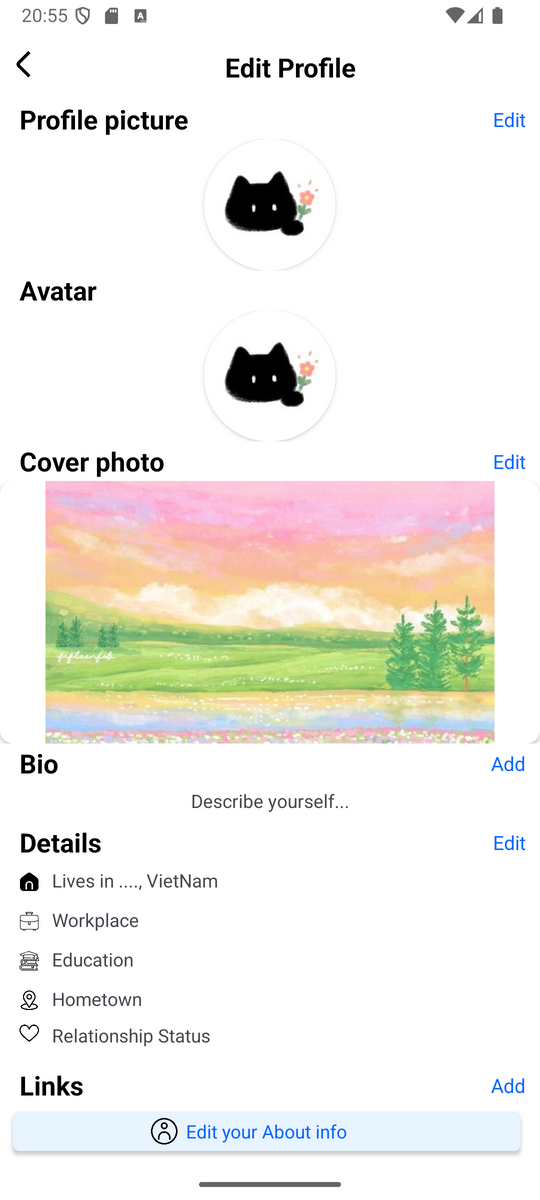 20:55
Edit Profile
Profile picture
Edit
Avatar
Cover photo
Edit
fifteenfeb.
Bio
Add
Describe yourself...
Details
Edit
Lives in ...., VietNam
Workplace
Education
Hometown
Relationship Status
Links
Add
Edit your About info